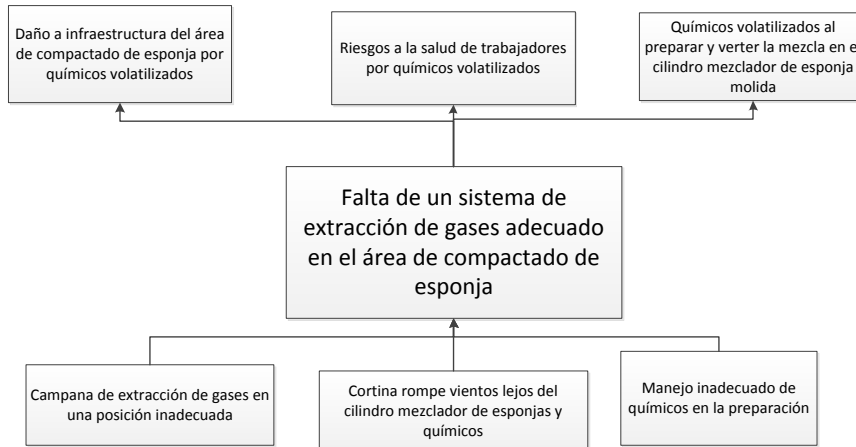 Daño a infraestructura del área
de compactado de esponja por
químicos volatilizados
Riesgos a la salud de trabajadores
por químicos volatilizados
Químicos volatilizados al
preparar y verter la mezcla en e
cilindro mezclador de esponja
molida
Falta de un sistema de
extracción de gases adecuado
en el área de compactado de
esponja
Campana de extracción de gases en
una posición inadecuada
Cortina rompe vientos lejos del
cilindro mezclador de esponjas y
químicos
Manejo inadecuado de
químicos en la preparación